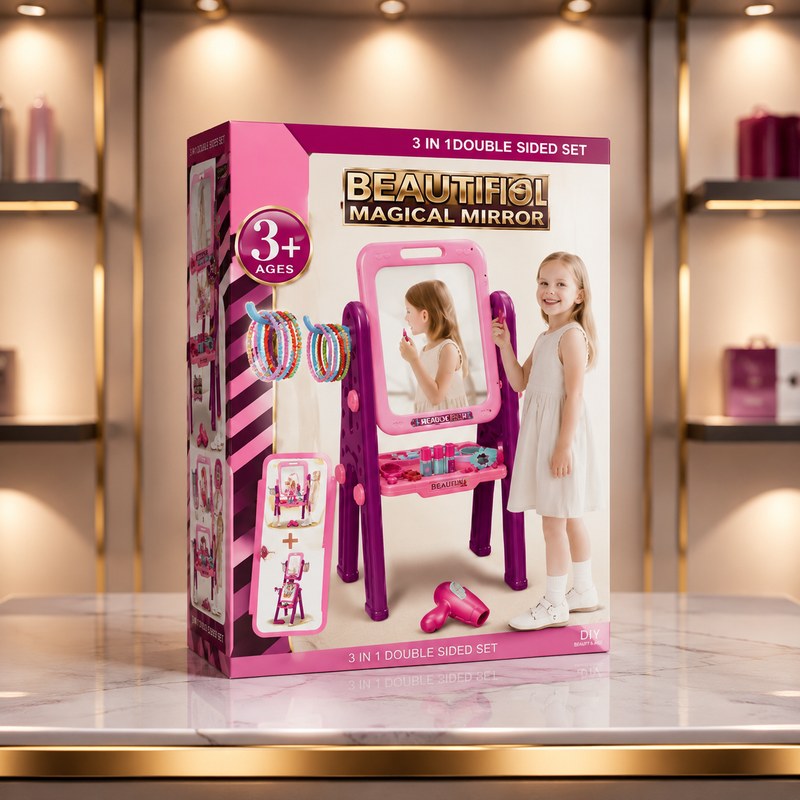 3 IN 1DOUBLE SIDED SET
BEAUTIFIOL
MAGICAL MIRROR
3+
AGES
3 IN 1 DOUBLE SIDED SET
DIY